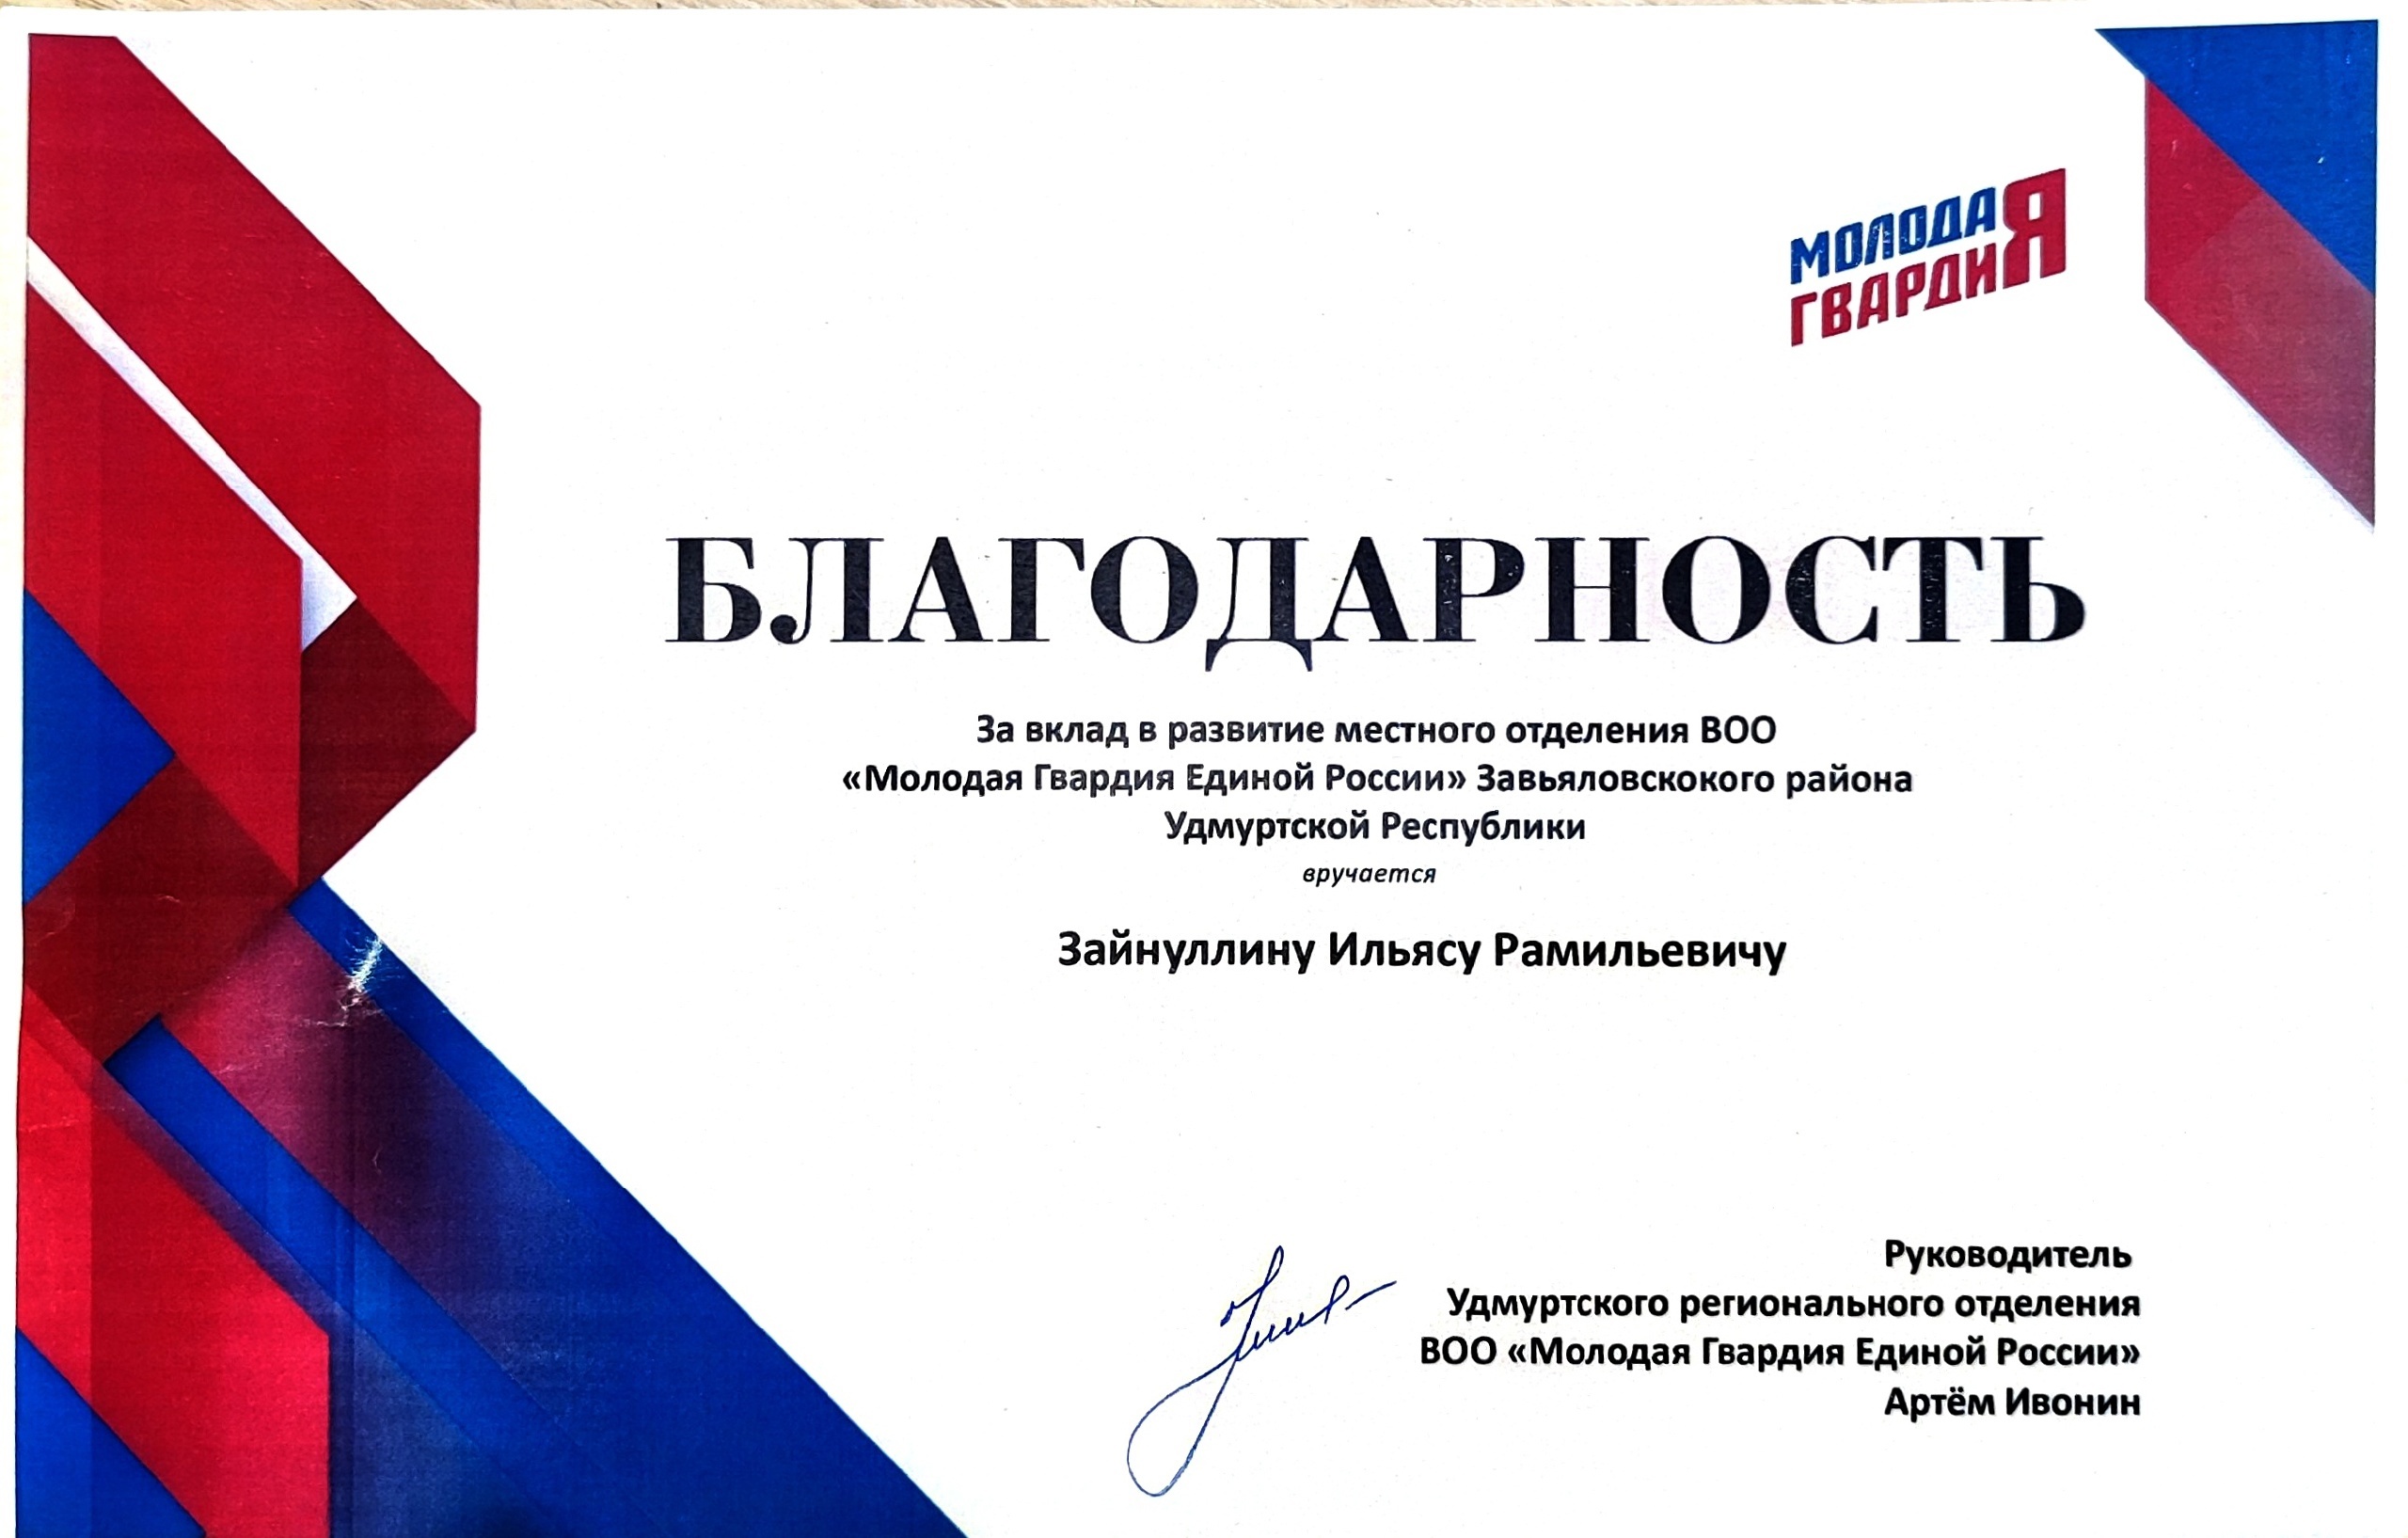 МОЛОДАЯ
ГВАРДИЯ
БЛАГОДАРНОСТЬ
За вклад в развитие местного отделения ВОО
«Молодая Гвардия Единой России» Завьяловскокого района
Удмуртской Республики
вручается
Зайнуллину Ильясу Рамильевичу
Руководитель
Удмуртского регионального отделения
ВОО «Молодая Гвардия Единой России»
Артём Ивонин